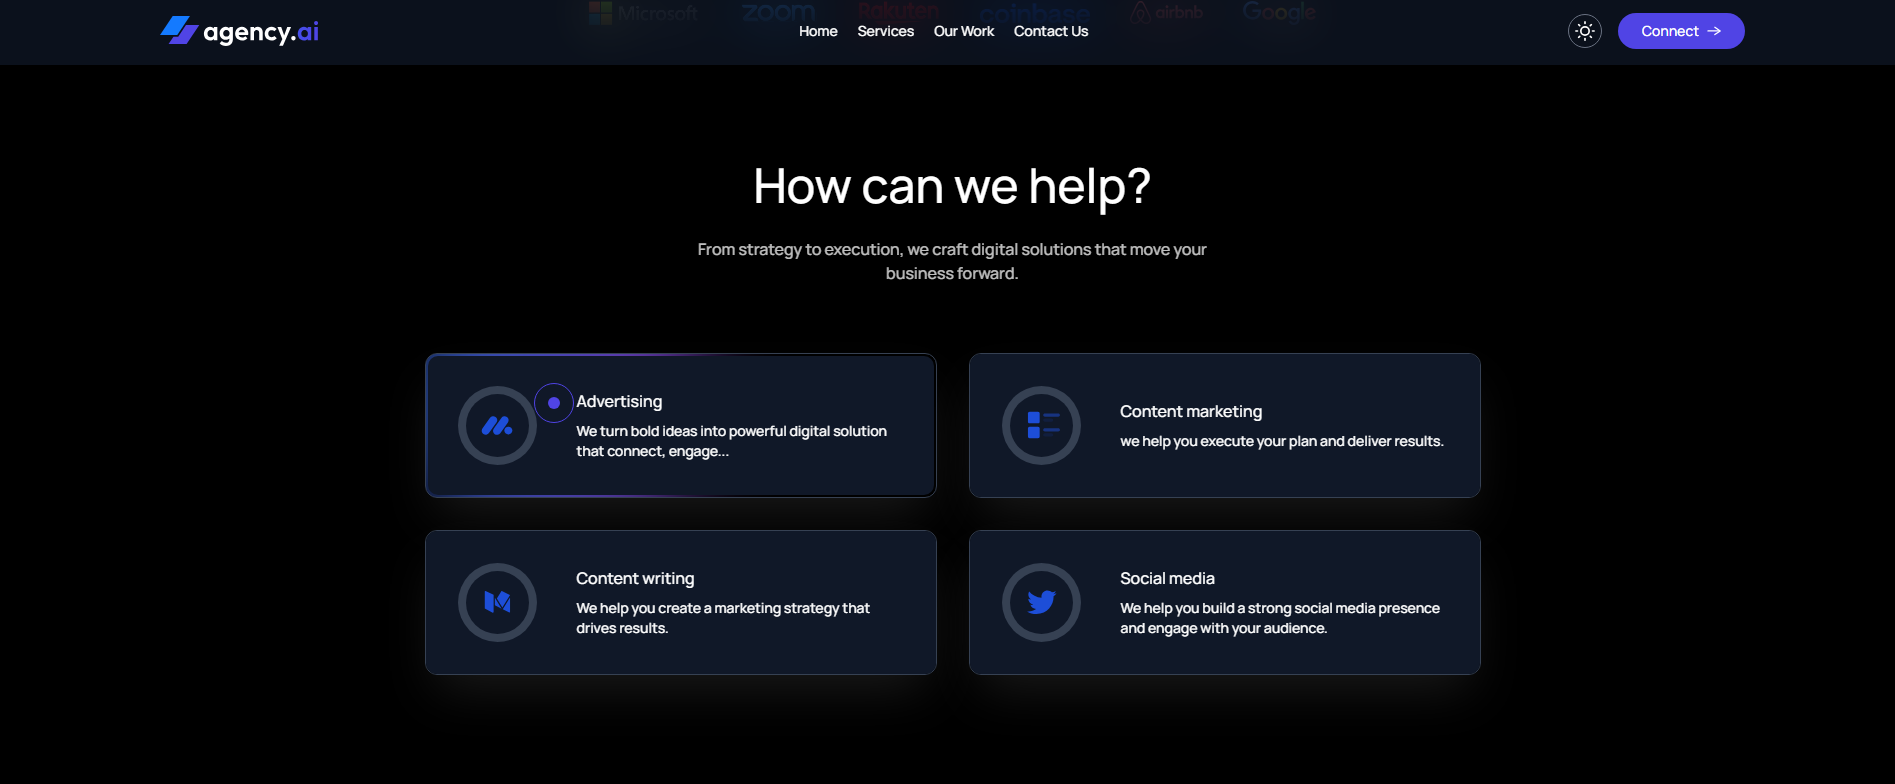 Microsoft zoom Rakuten coinbase airbnb Google
agency.ai
Home Services Our Work Contact Us
Connect
How can we help?
From strategy to execution, we craft digital solutions that move your
business forward.
Advertising
We turn bold ideas into powerful digital solution
that connect, engage...
Content marketing
we help you execute your plan and deliver results.
Content writing
We help you create a marketing strategy that
drives results.
Social media
We help you build a strong social media presence
and engage with your audience.